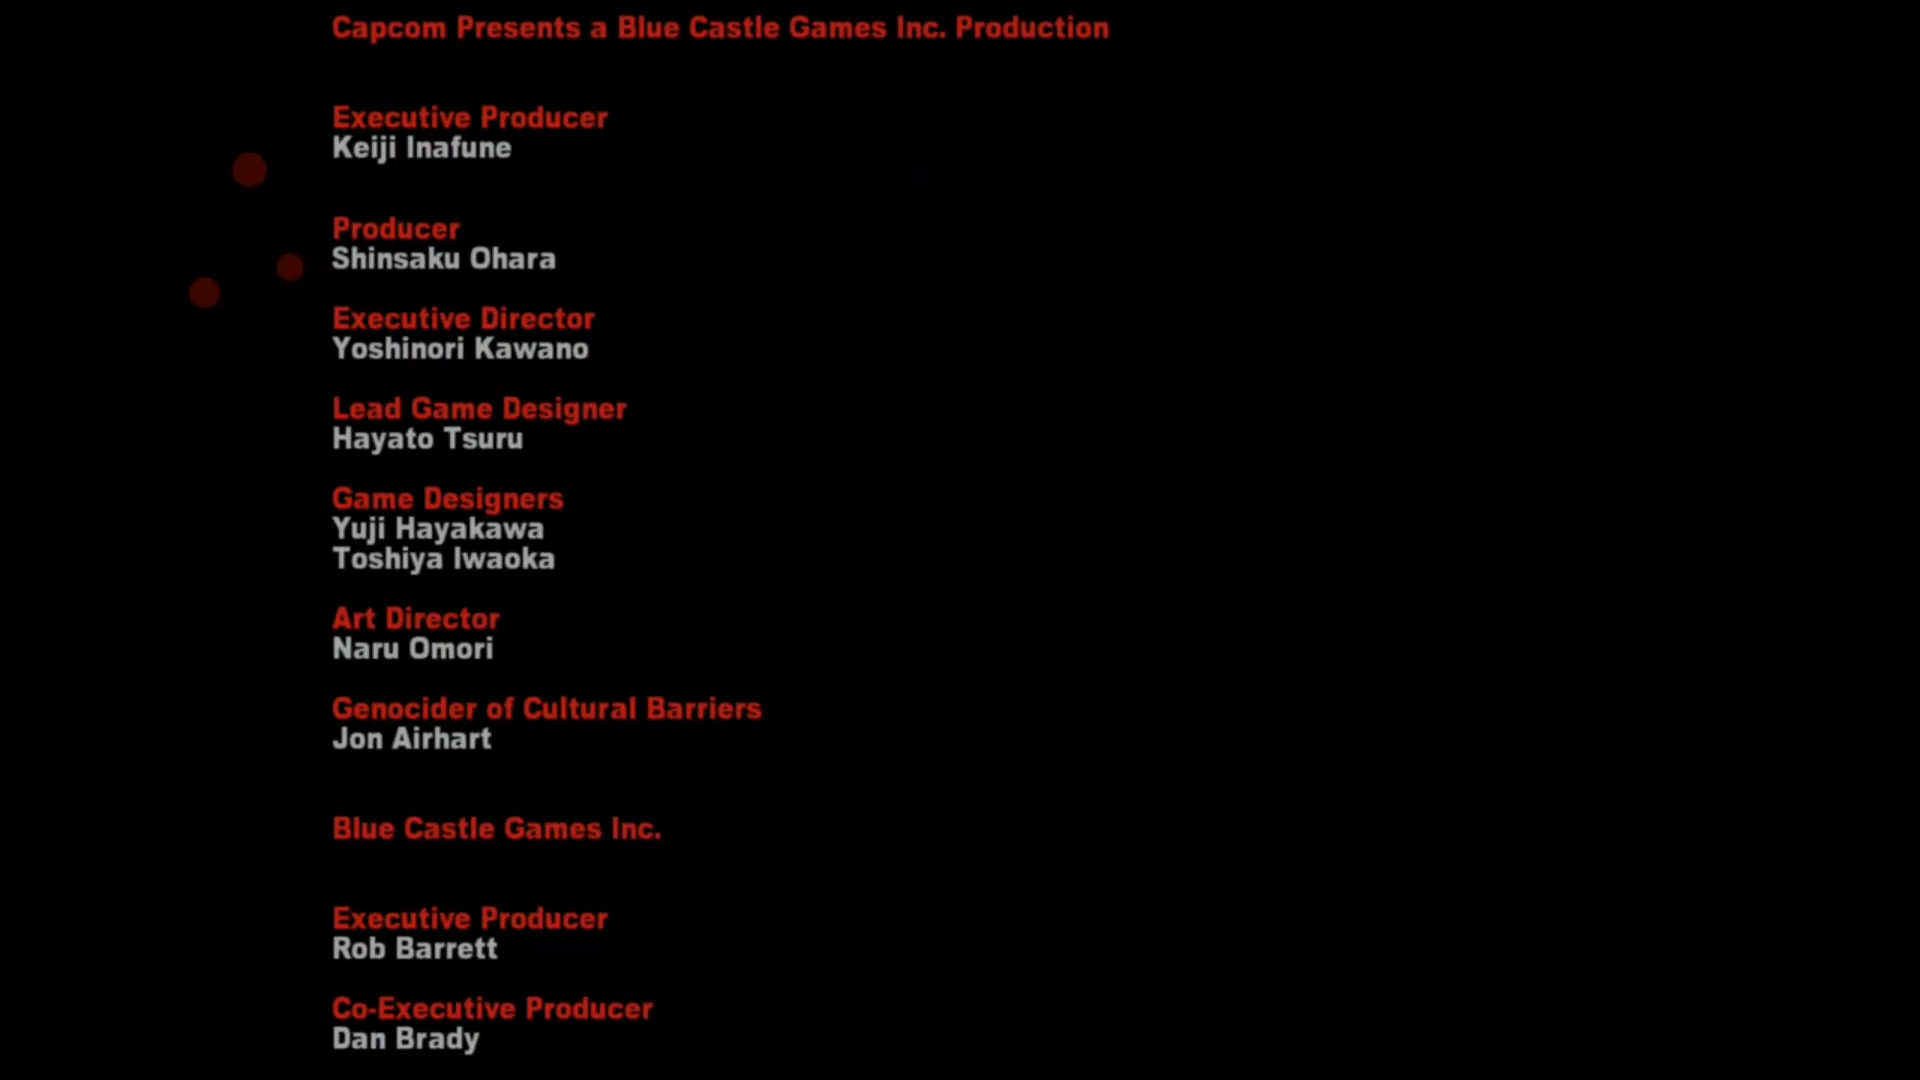 Capcom Presents a Blue Castle Games Inc. Production
Executive Producer
Keiji Inafune
Producer
Shinsaku Ohara
Executive Director
Yoshinori Kawano
Lead Game Designer
Hayato Tsuru
Game Designers
Yuji Hayakawa
Toshiya Iwaoka
Art Director
Naru Omori
Genocider of Cultural Barriers
Jon Airhart
Blue Castle Games Inc.
Executive Producer
Rob Barrett
Co-Executive Producer
Dan Brady